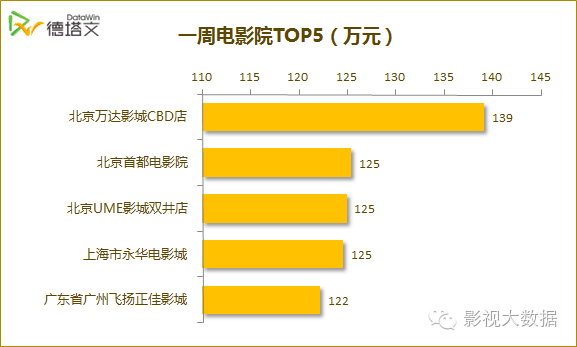 DataWin
德塔文
一周电影院TOP5（万元）
110 115 120 125 130 135 140 145
北京万达影城CBD店 139
北京首都电影院 125
北京UME影城双井店 125
上海市永华电影城 125
广东省广州飞扬正佳影城 122
影视大数据